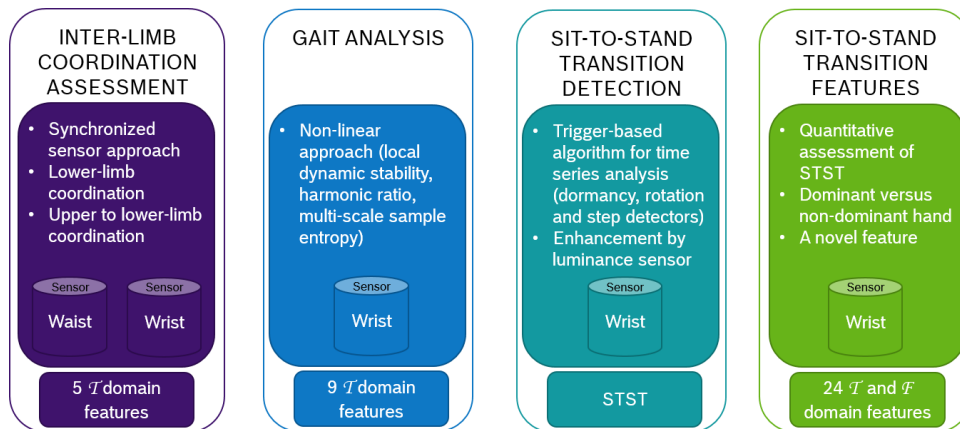 INTER-LIMB
COORDINATION
ASSESSMENT
• Synchronized
sensor approach
• Lower-limb
coordination
• Upper to lower-limb
coordination
Sensor
Waist
Sensor
Wrist
5 𝒯 domain
features
GAIT ANALYSIS
• Non-linear
approach (local
dynamic stability,
harmonic ratio,
multi-scale sample
entropy)
Sensor
Wrist
9 𝒯 domain
features
SIT-TO-STAND
TRANSITION
DETECTION
• Trigger-based
algorithm for time
series analysis
(dormancy, rotation
and step detectors)
• Enhancement by
luminance sensor
Sensor
Wrist
STST
SIT-TO-STAND
TRANSITION
FEATURES
• Quantitative
assessment of
STST
• Dominant versus
non-dominant hand
• A novel feature
Sensor
Wrist
24 𝒯 and ℱ
domain features